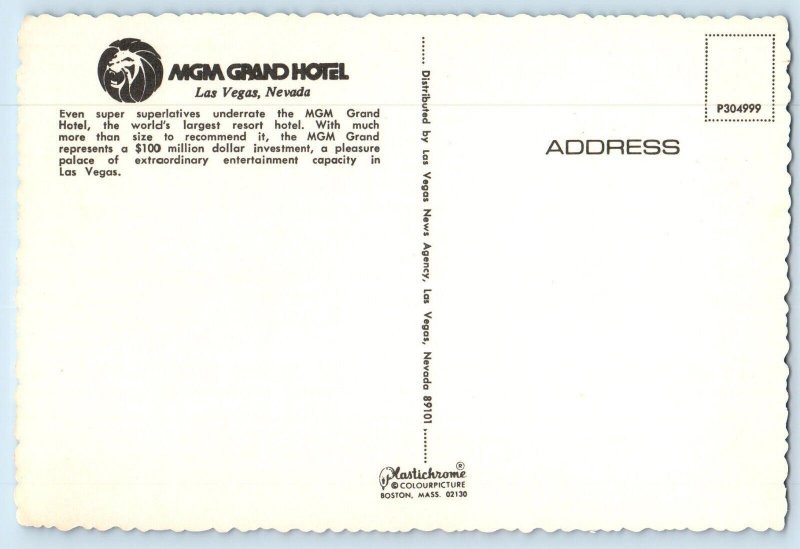 MGM GRAND HOTEL
Las Vegas, Nevada
Even super superlatives underrate the MGM Grand
Hotel, the world's largest resort hotel. With much
more than size to recommend it, the MGM Grand
represents a $100 million dollar investment, a pleasure
palace of extraordinary entertainment capacity in
Las Vegas.
Distributed by Las Vegas News Agency, Las Vegas, Nevada 89101
Plastichrome®
© COLOURPICTURE
BOSTON, MASS. 02130
P304999
ADDRESS